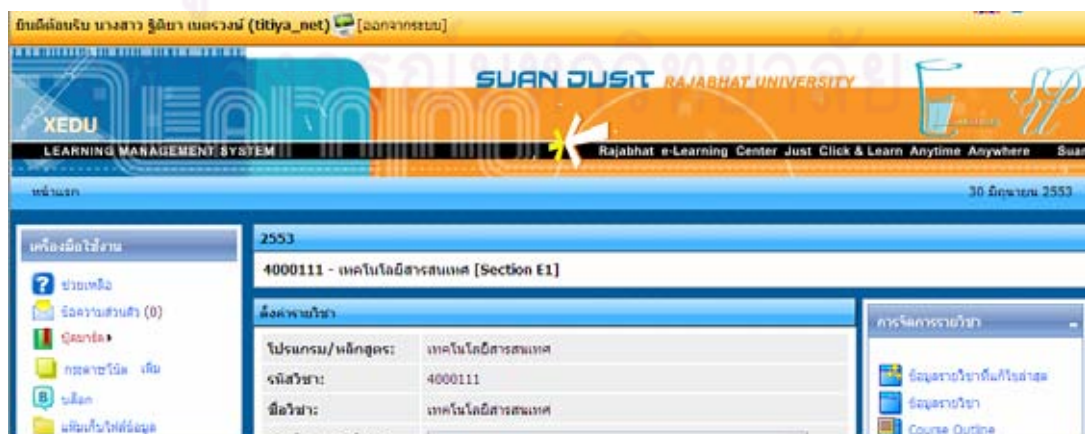 ยินดีต้อนรับ นางสาว ฐิติยา เนตรวงษ์ (titiya_net) [ออกจากระบบ]
SUAN DUSIT RAJABHAT UNIVERSITY
XEDU
LEARNING MANAGEMENT SYSTEM
Rajabhat e-Learning Center Just Click & Learn Anytime Anywhere Suan
หน้าแรก
30 มิถุนายน 2553
เครื่องมือใช้งาน
ช่วยเหลือ
ข้อความส่วนตัว (0)
บุ๊คมาร์ค
กระดาษโน้ต เพิ่ม
บล็อก
แฟ้มเก็บไฟล์ข้อมูล
2553
4000111 - เทคโนโลยีสารสนเทศ [Section E1]
ตั้งค่ารายวิชา
โปรแกรม/หลักสูตร: เทคโนโลยีสารสนเทศ
รหัสวิชา: 4000111
ชื่อวิชา: เทคโนโลยีสารสนเทศ
การจัดการรายวิชา
ข้อมูลรายวิชาที่แก้ไขล่าสุด
ข้อมูลรายวิชา
Course Outline